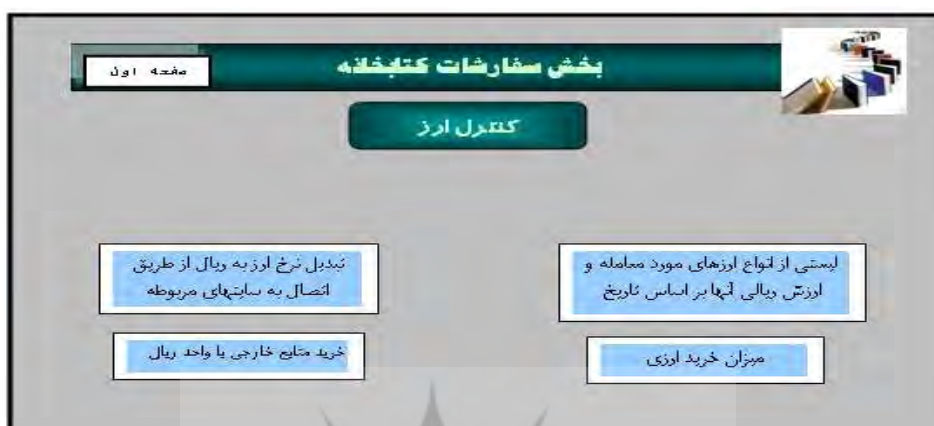 بخش سفارشات کتابخانه
صفحه اول
کنترل ارز
لیستی از انواع ارزهای مورد معامله و
ارزش ریالی آنها بر اساس تاریخ
تبدیل نرخ ارز به ریال از طریق
اتصال به سایتهای مربوطه
میزان خرید ارزی
خرید منابع خارجی با واحد ریال